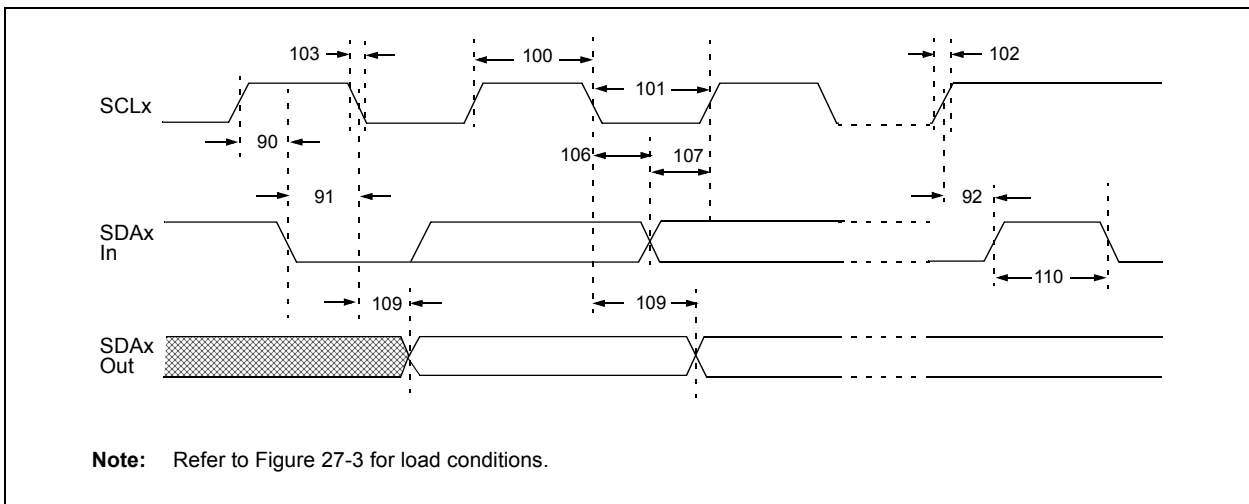 103
100
102
101
SCLx
90
106
107
91
92
SDAx
In
110
109
109
SDAx
Out
Note: Refer to Figure 27-3 for load conditions.